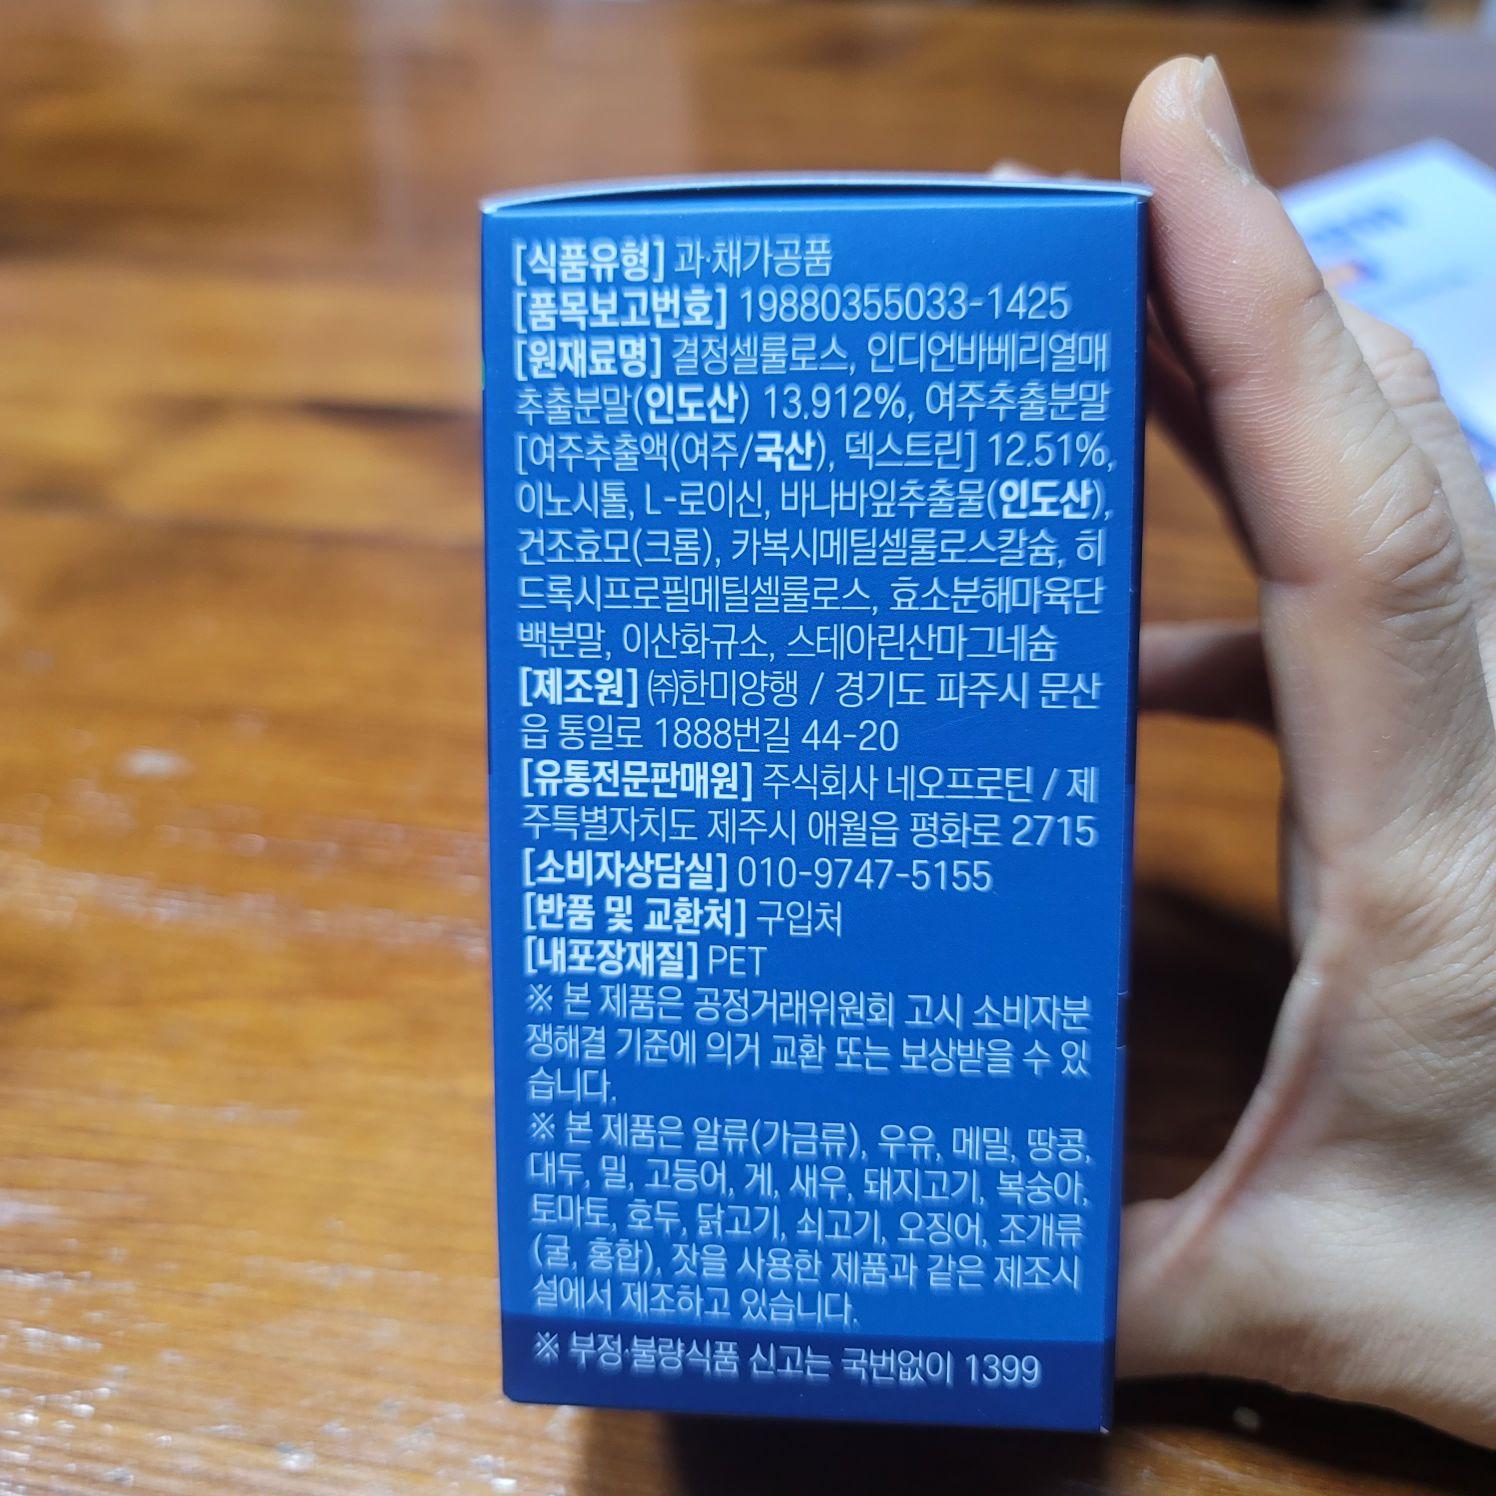 [식품유형] 과·채가공품
[품목보고번호] 19880355033-1425
[원재료명] 결정셀룰로스, 인디언바베리열매
추출분말(인도산) 13.912%, 여주추출분말
[여주추출액(여주/국산), 덱스트린] 12.51%,
이노시톨, L-로이신, 바나바잎추출물(인도산),
건조효모(크롬), 카복시메틸셀룰로스칼슘, 히
드록시프로필메틸셀룰로스, 효소분해마육단
백분말, 이산화규소, 스테아린산마그네슘
[제조원] ㈜한미양행 / 경기도 파주시 문산
읍 통일로 1888번길 44-20
[유통전문판매원] 주식회사 네오프로틴 / 제
주특별자치도 제주시 애월읍 평화로 2715
[소비자상담실] 010-9747-5155
[반품 및 교환처] 구입처
[내포장재질] PET
※ 본 제품은 공정거래위원회 고시 소비자분
쟁해결 기준에 의거 교환 또는 보상받을 수 있
습니다.
※ 본 제품은 알류(가금류), 우유, 메밀, 땅콩,
대두, 밀, 고등어, 게, 새우, 돼지고기, 복숭아,
토마토, 호두, 닭고기, 쇠고기, 오징어, 조개류
(굴, 홍합), 잣을 사용한 제품과 같은 제조시
설에서 제조하고 있습니다.
※ 부정·불량식품 신고는 국번없이 1399